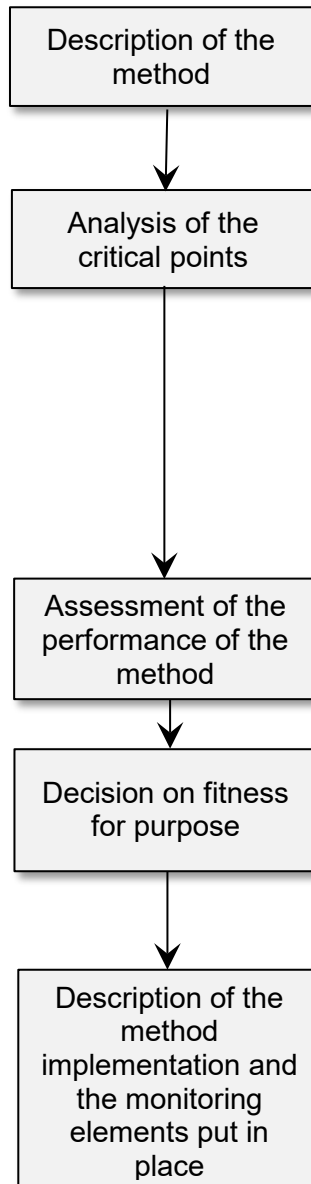 Description of the
method
Analysis of the
critical points
Assessment of the
performance of the
method
Decision on fitness
for purpose
Description of the
method
implementation and
the monitoring
elements put in
place